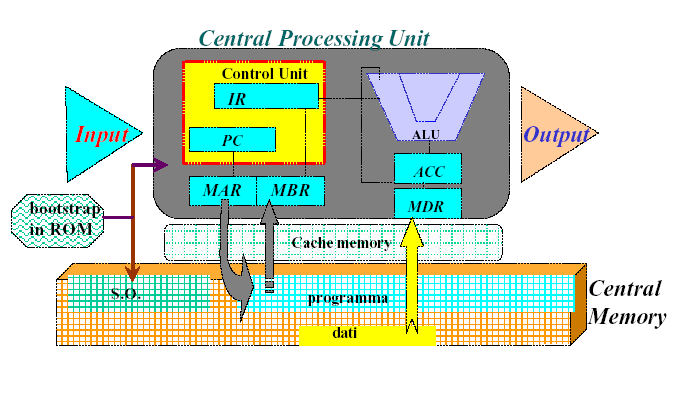 Central Processing Unit
Control Unit
IR
Input
PC
ALU
Output
ACC
MAR
MBR
MDR
bootstrap
in ROM
Cache memory
S.O.
programma
Central
Memory
dati